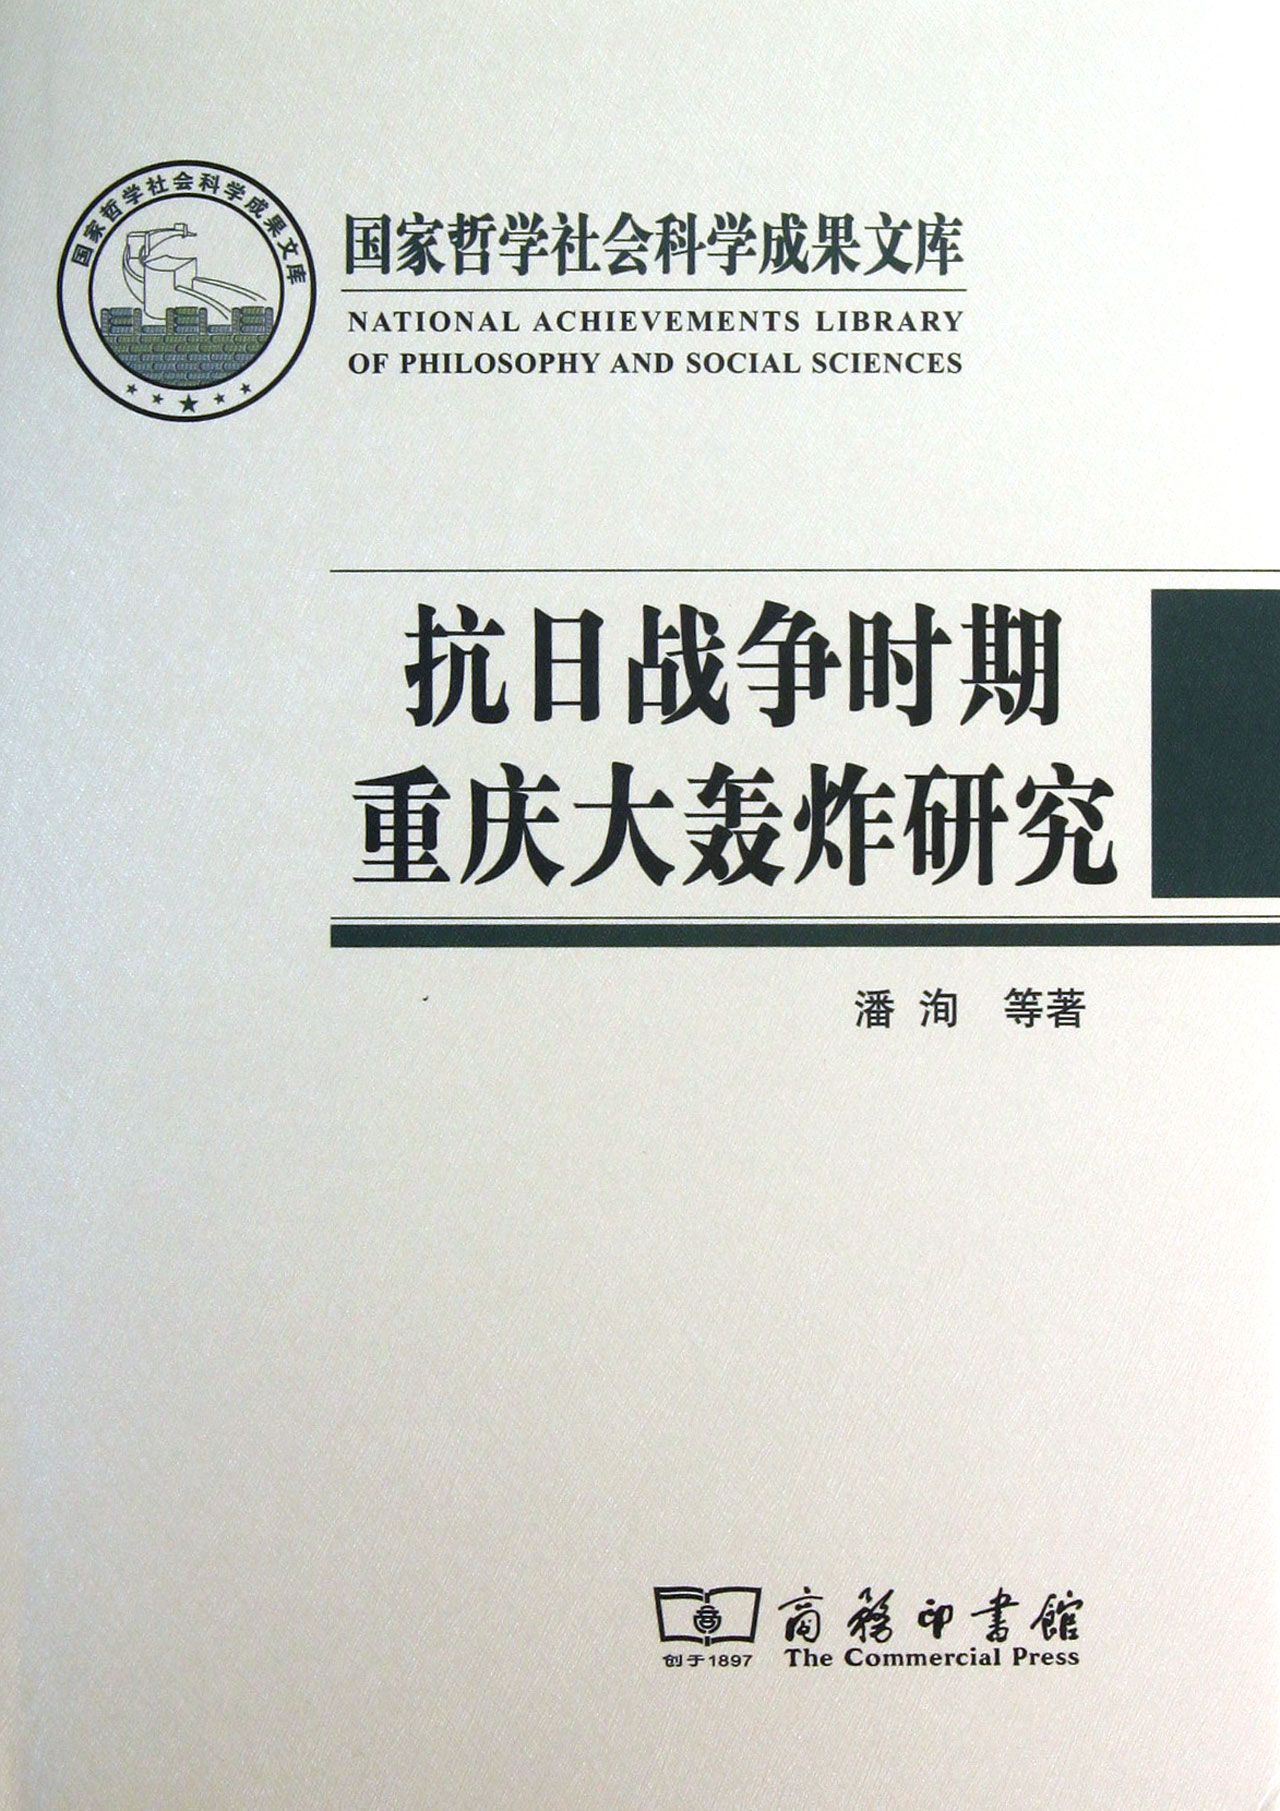 国家哲学社会科学成果文库
国家哲学社会科学成果文库
NATIONAL ACHIEVEMENTS LIBRARY
OF PHILOSOPHY AND SOCIAL SCIENCES
抗日战争时期
重庆大轰炸研究
潘洵 等著
商務印書館
创于1897 The Commercial Press